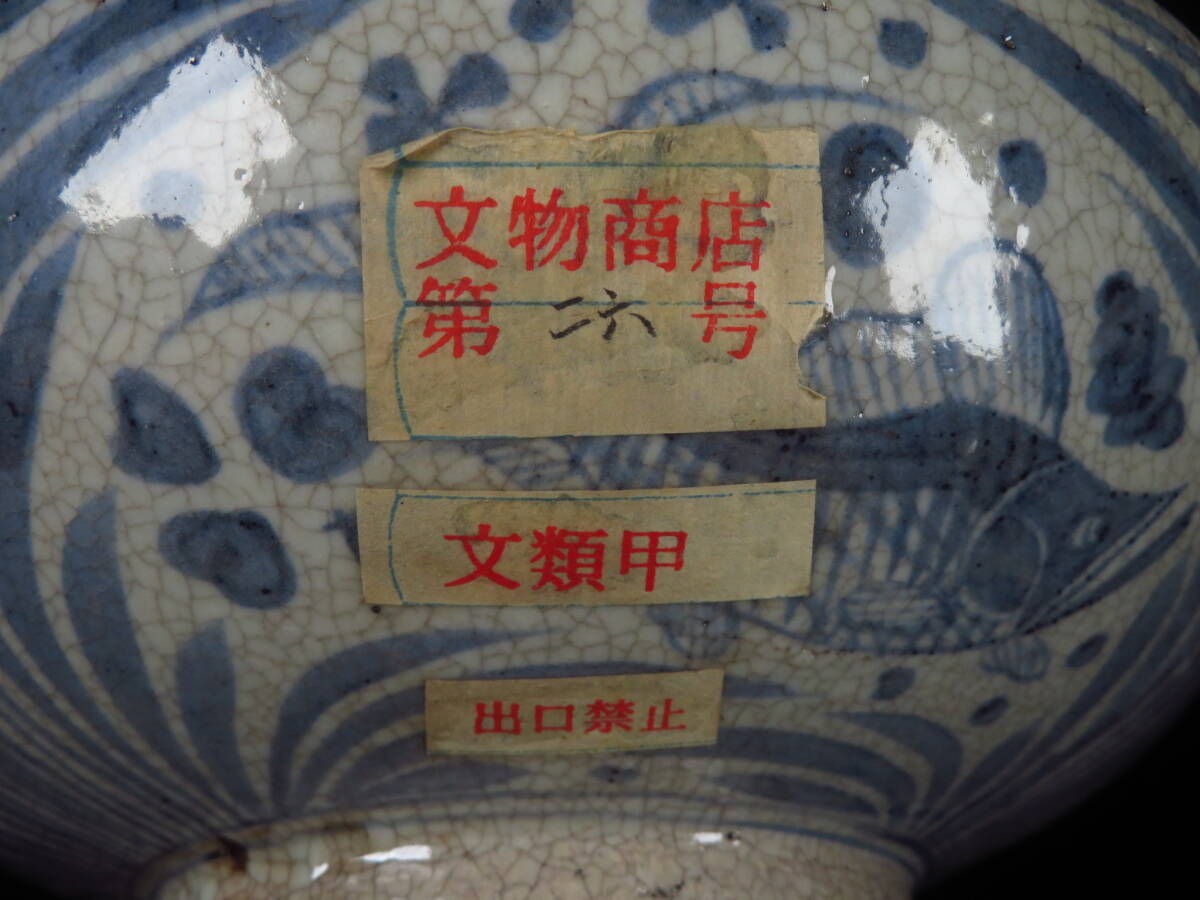 文物商店
第二六号
文類甲
出口禁止